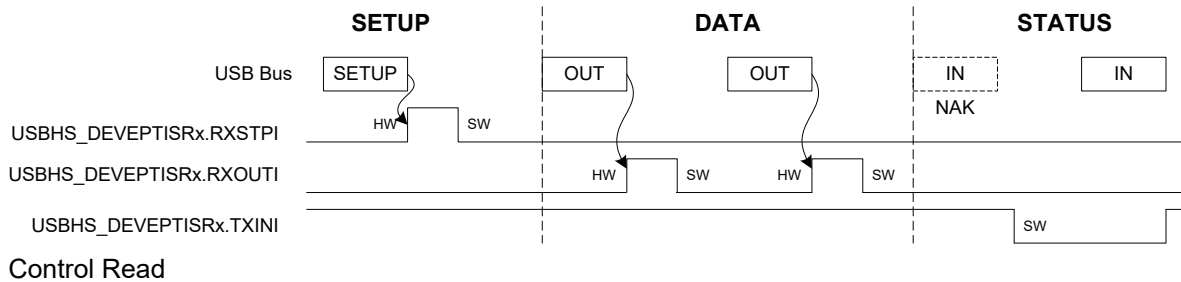 SETUP DATA STATUS
USB Bus SETUP OUT OUT IN IN
NAK
USBHS_DEVEPTISRx.RXSTPI HW SW
USBHS_DEVEPTISRx.RXOUTI HW SW HW SW
USBHS_DEVEPTISRx.TXINI SW
Control Read